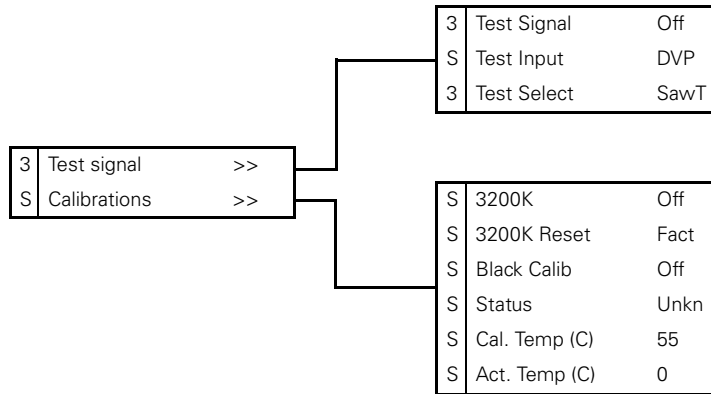 3 Test Signal Off
S Test Input DVP
3 Test Select SawT
3 Test signal >>
S Calibrations >>
S 3200K Off
S 3200K Reset Fact
S Black Calib Off
S Status Unkn
S Cal. Temp (C) 55
S Act. Temp (C) 0